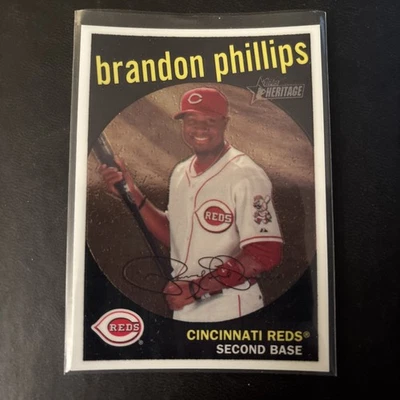 brandon phillips
Topps
HERITAGE
REDS
REDS
CINCINNATI REDS®
SECOND BASE